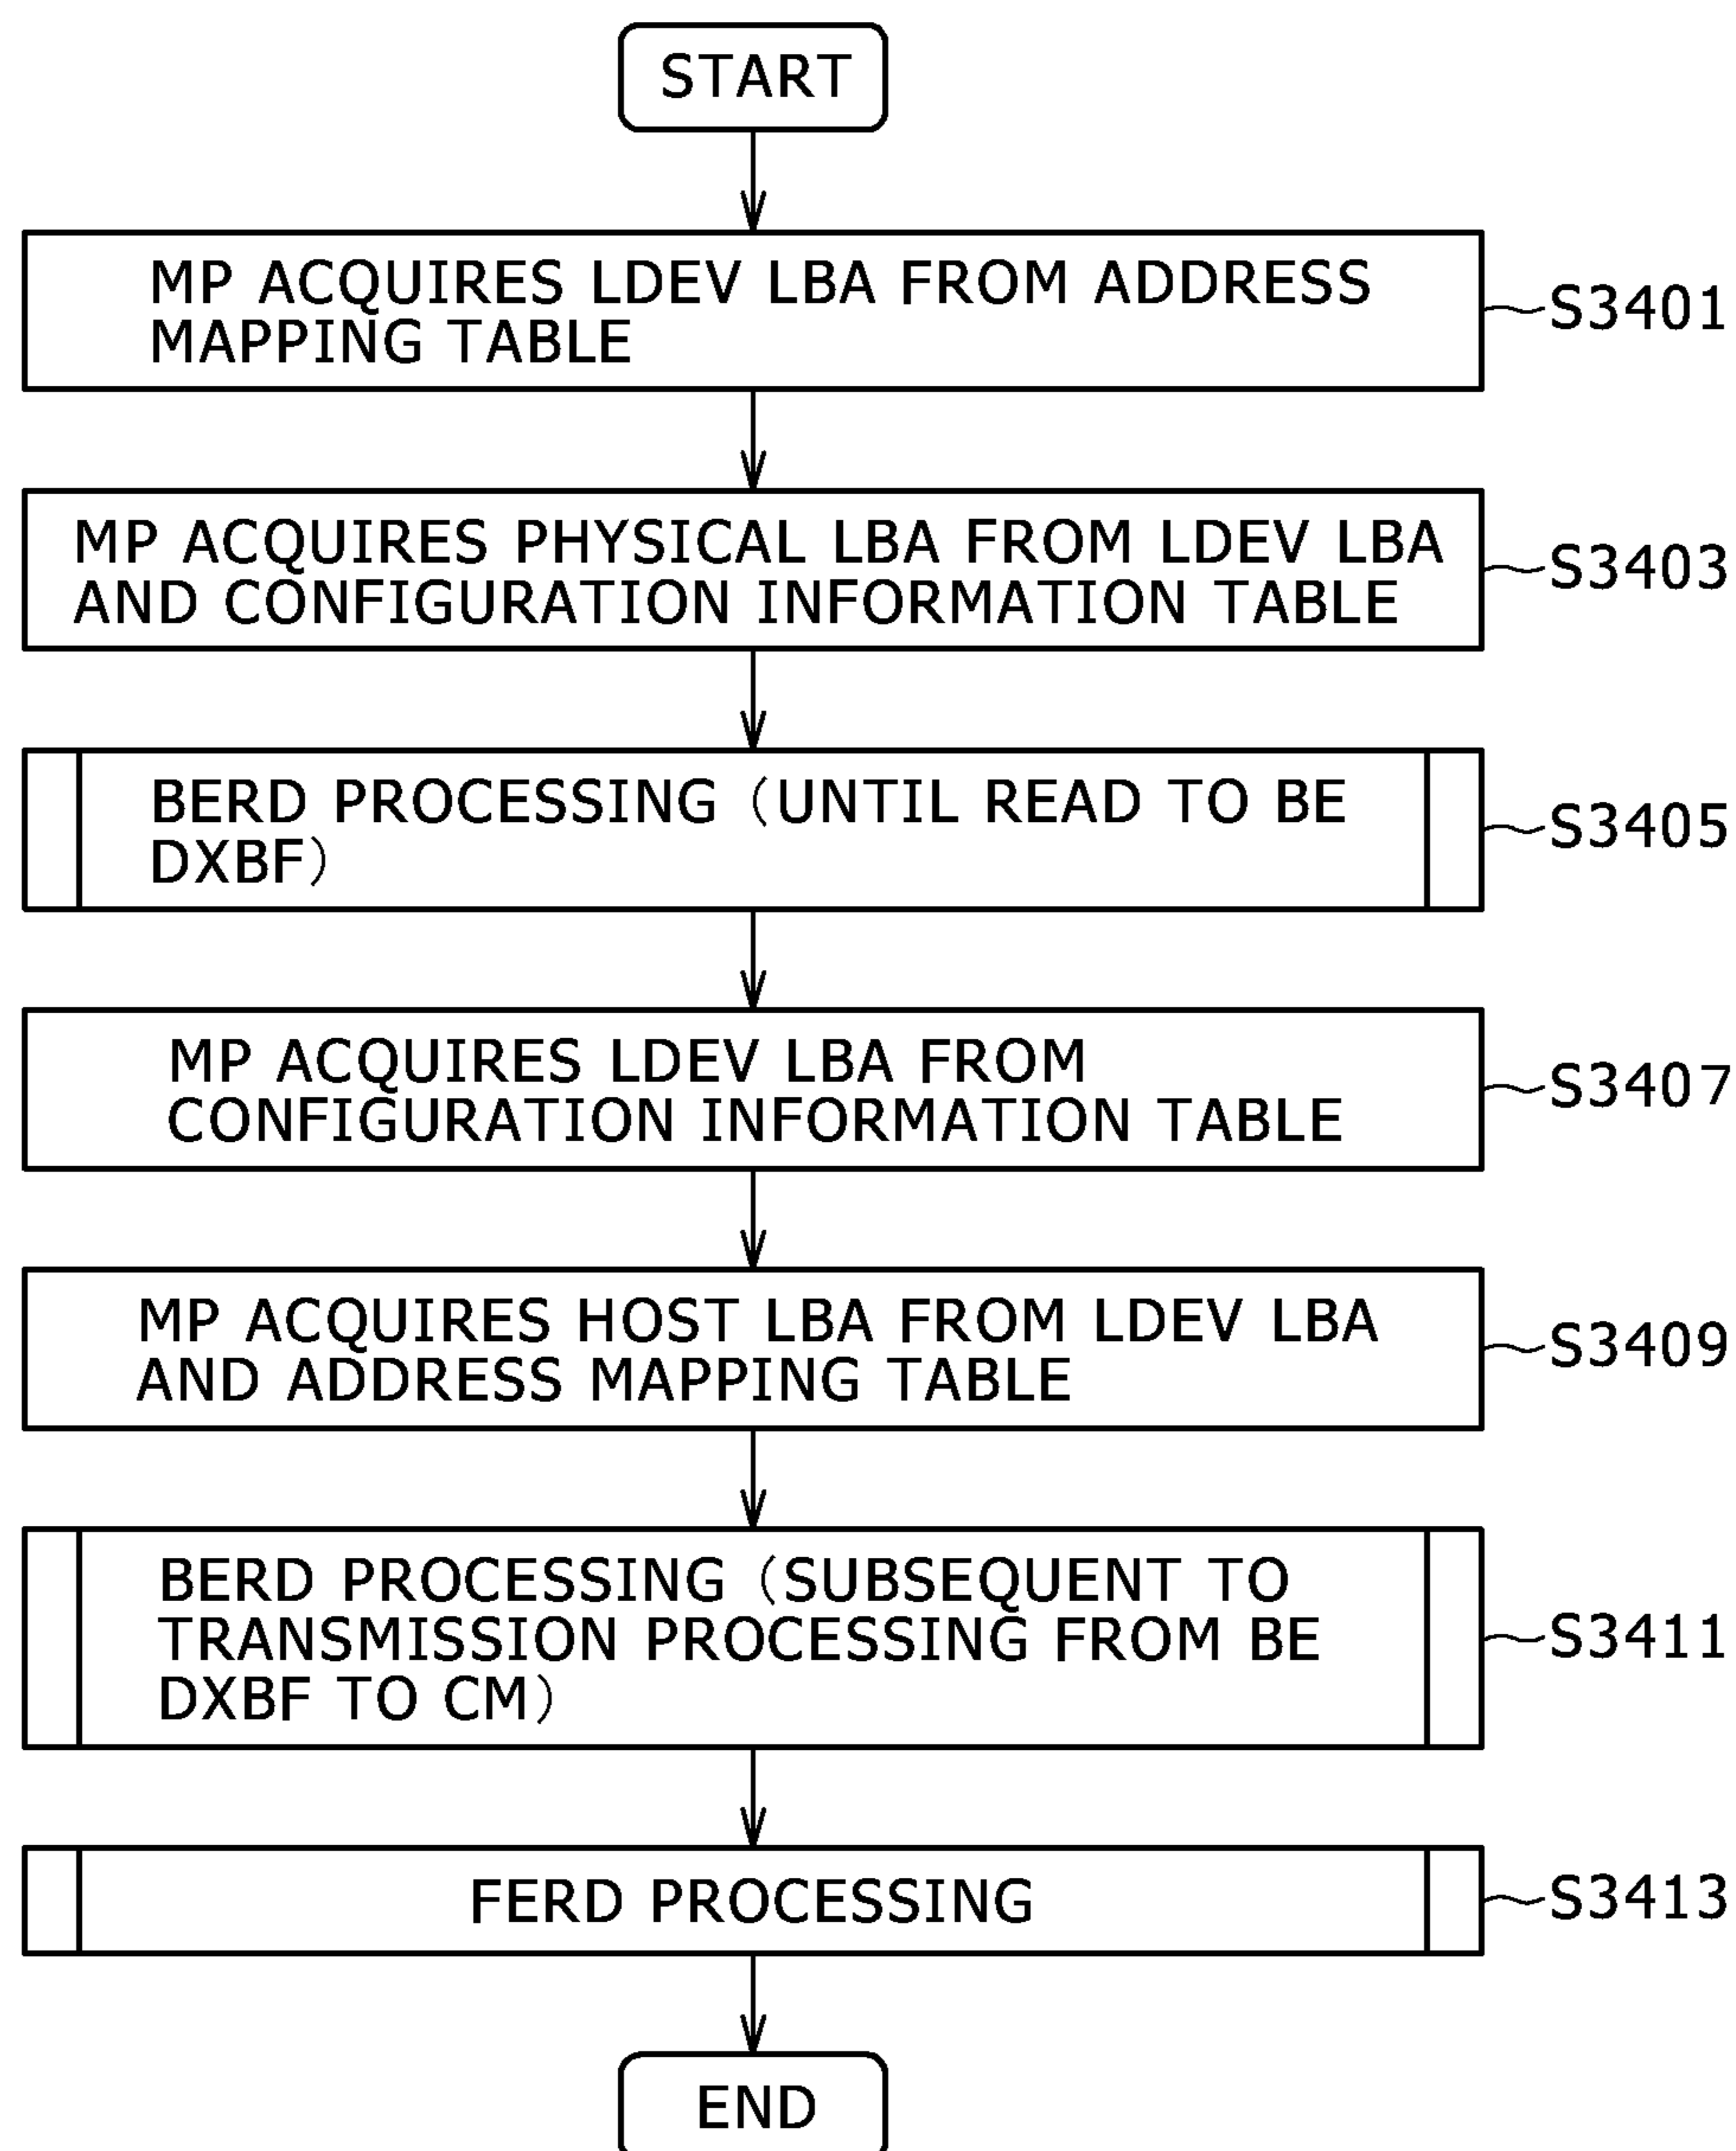 START
MP ACQUIRES LDEV LBA FROM ADDRESS
MAPPING TABLE
S3401
MP ACQUIRES PHYSICAL LBA FROM LDEV LBA
AND CONFIGURATION INFORMATION TABLE
S3403
BERD PROCESSING (UNTIL READ TO BE
DXBF)
S3405
MP ACQUIRES LDEV LBA FROM
CONFIGURATION INFORMATION TABLE
S3407
MP ACQUIRES HOST LBA FROM LDEV LBA
AND ADDRESS MAPPING TABLE
S3409
BERD PROCESSING (SUBSEQUENT TO
TRANSMISSION PROCESSING FROM BE
DXBF TO CM)
S3411
FERD PROCESSING
S3413
END